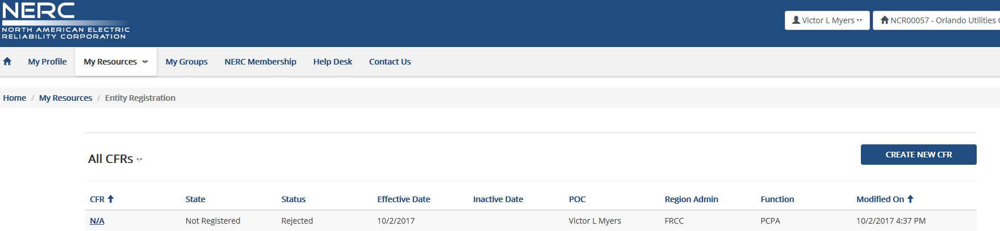 NERC
NORTH AMERICAN ELECTRIC
RELIABILITY CORPORATION
Victor L Myers
NCR00057 - Orlando Utilities
My Profile
My Resources
My Groups
NERC Membership
Help Desk
Contact Us
Home / My Resources / Entity Registration
All CFRs
CREATE NEW CFR
CFR State Status Effective Date Inactive Date POC Region Admin Function Modified On
N/A Not Registered Rejected 10/2/2017 Victor L Myers FRCC PCPA 10/2/2017 4:37 PM